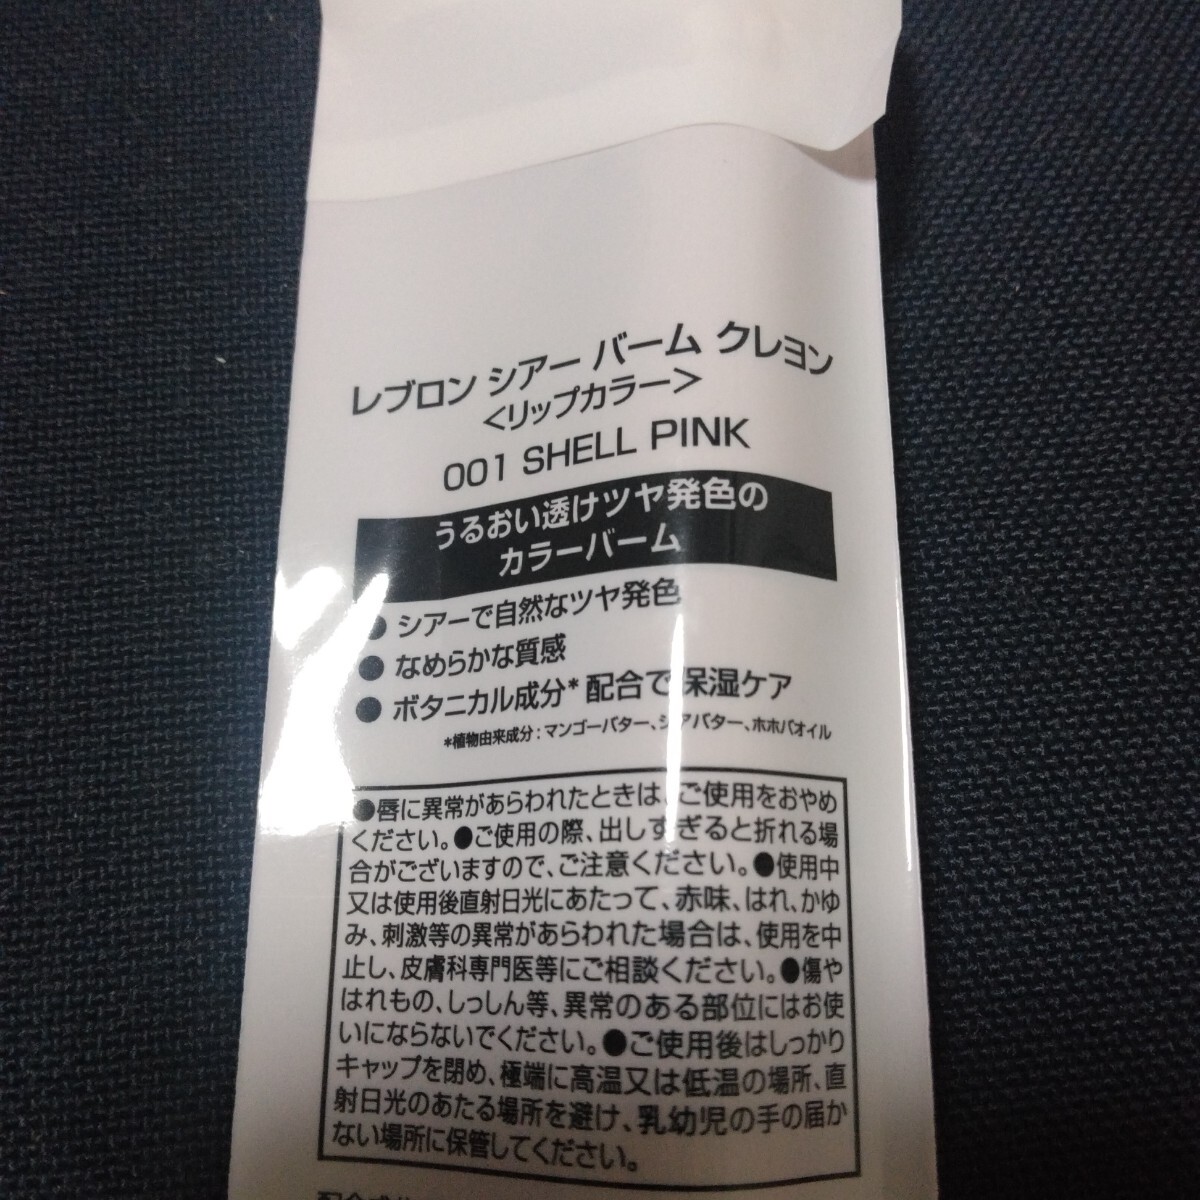 レブロン シアー バーム クレヨン
<リップカラー>
001 SHELL PINK
うるおい透けツヤ発色の
カラーバーム
● シアーで自然なツヤ発色
● なめらかな質感
● ボタニカル成分*配合で保湿ケア
*植物由来成分:マンゴーバター、シアバター、ホホバオイル
●唇に異常があらわれたときは、ご使用をおやめ
ください。●ご使用の際、出しすぎると折れる場
合がございますので、ご注意ください。●使用中
又は使用後直射日光にあたって、赤味、はれ、かゆ
み、刺激等の異常があらわれた場合は、使用を中
止し、皮膚科専門医等にご相談ください。●傷や
はれもの、しっしん等、異常のある部位にはお使
いにならないでください。●ご使用後はしっかり
キャップを閉め、極端に高温又は低温の場所、直
射日光のあたる場所を避け、乳幼児の手の届か
ない場所に保管してください。